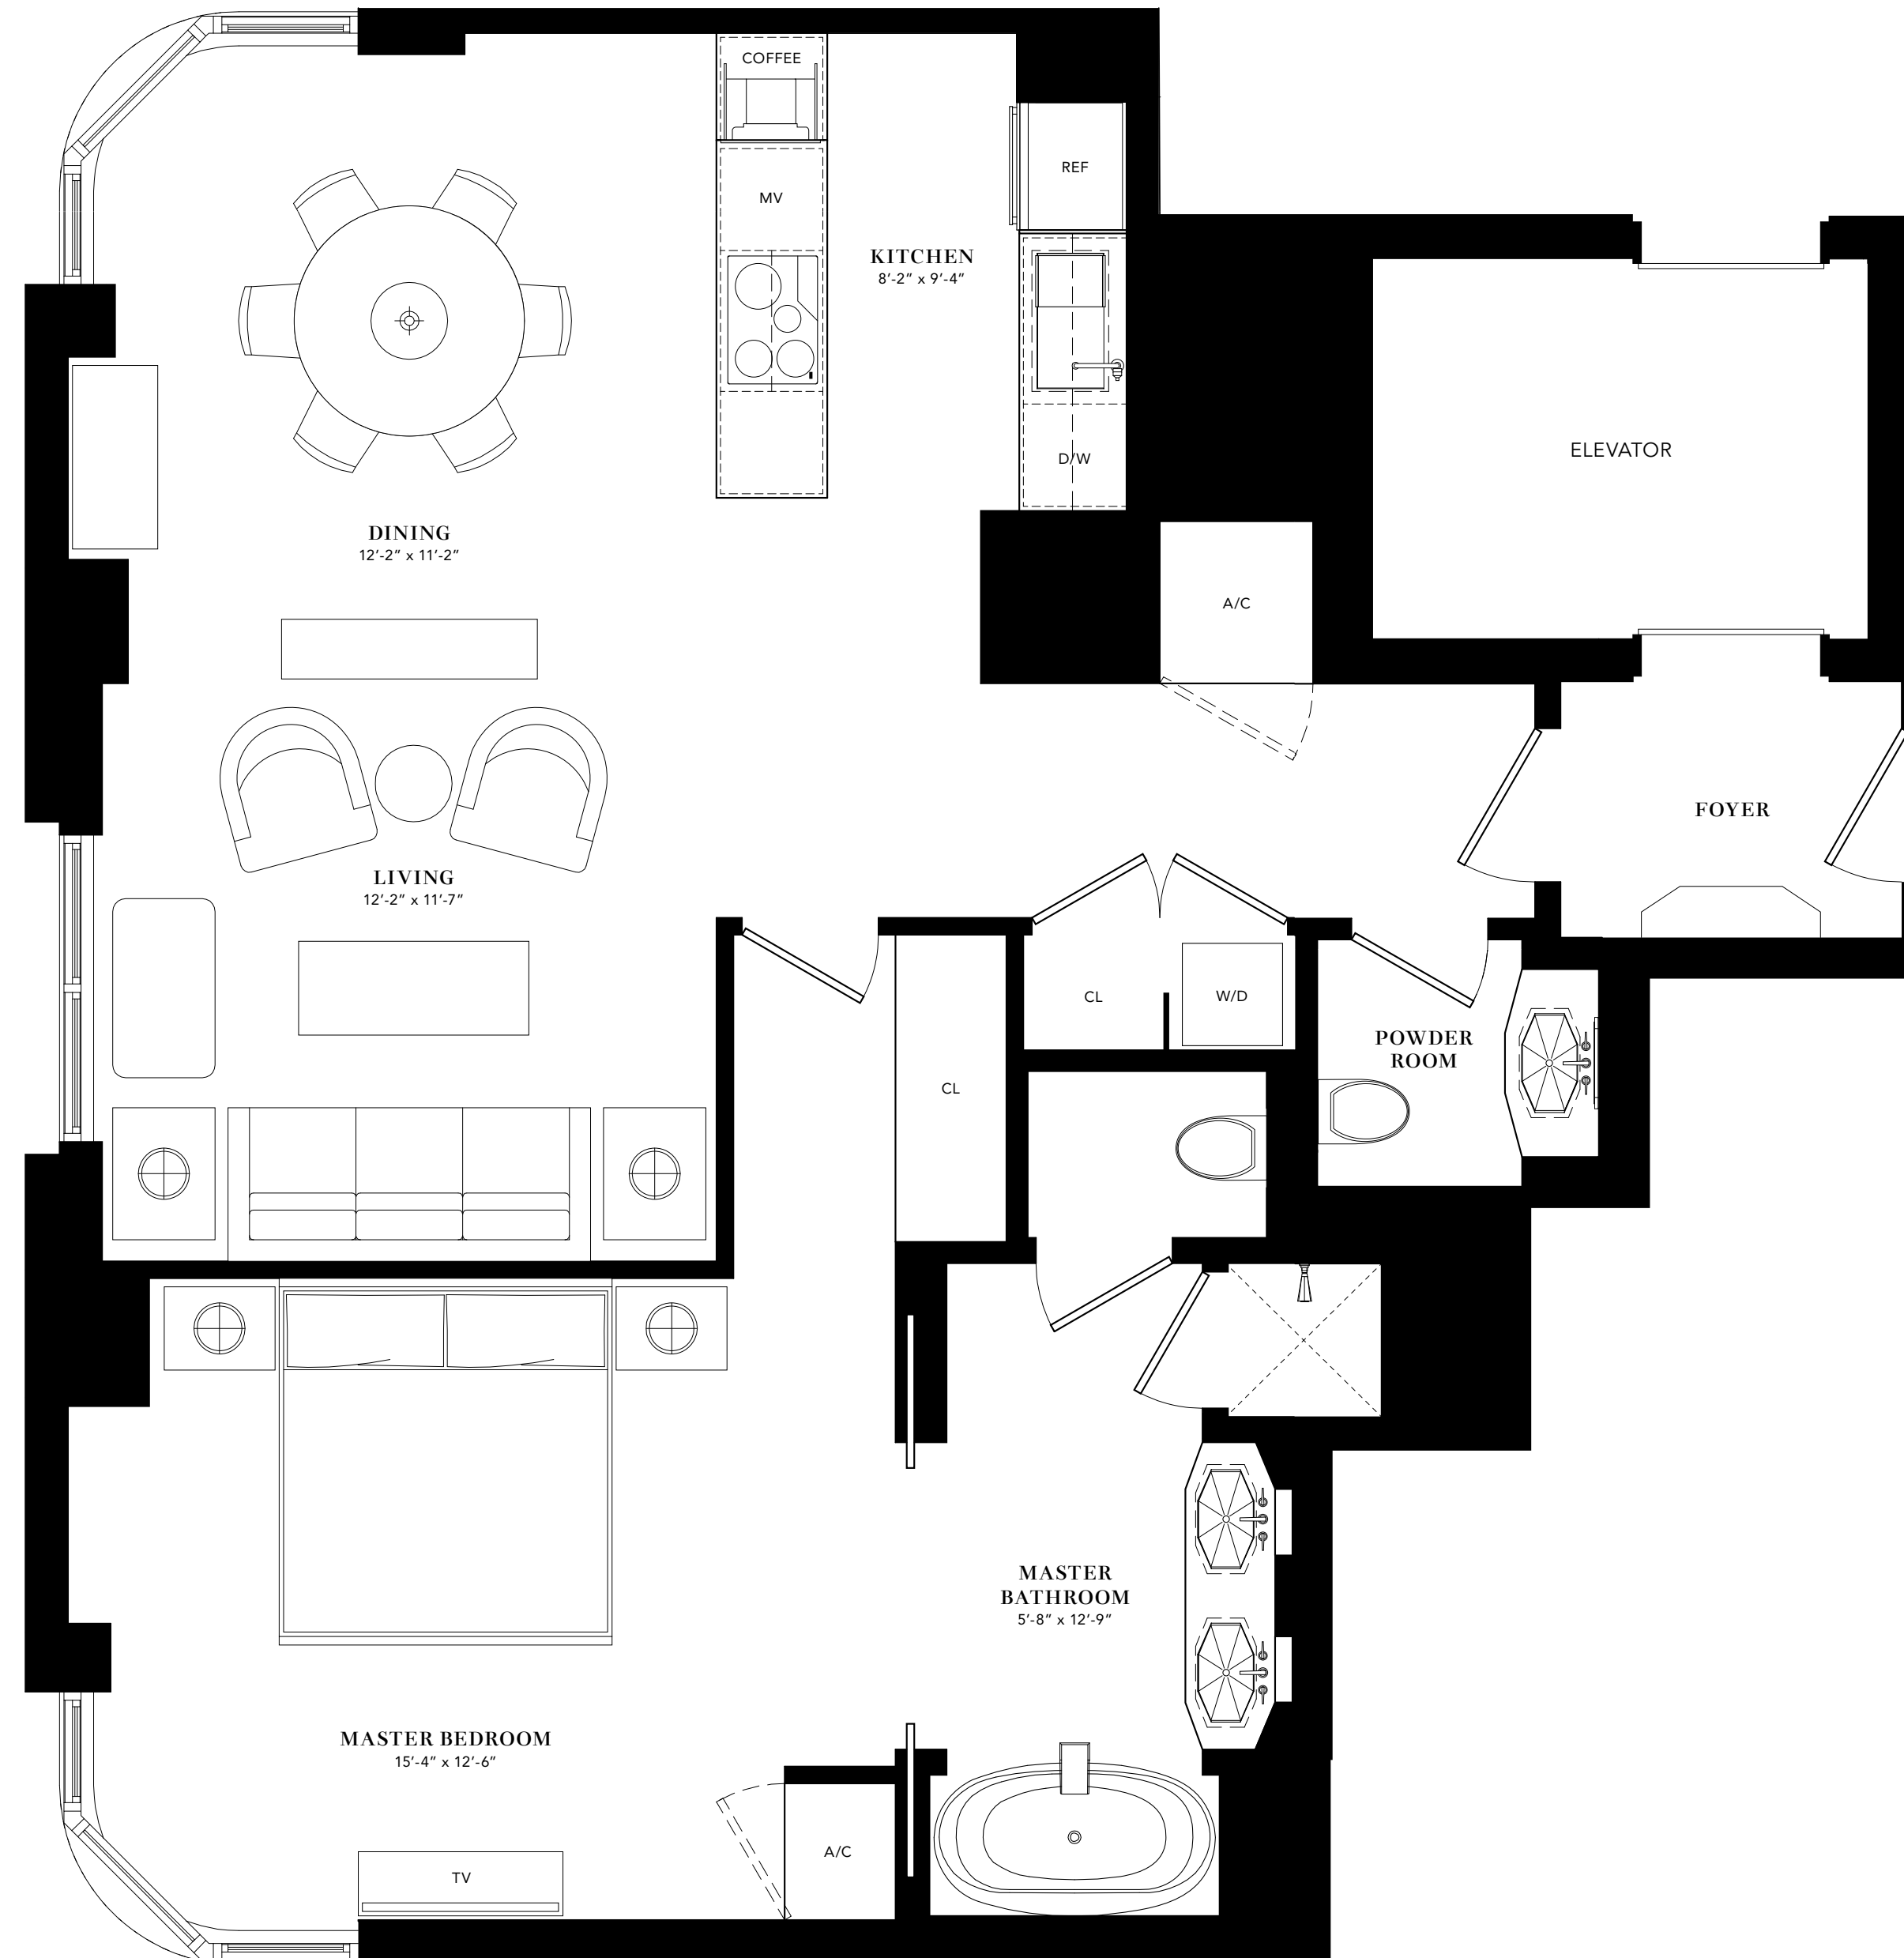 COFFEE
MV
REF
KITCHEN
8'-2" x 9'-4"
D/W
ELEVATOR
DINING
12'-2" x 11'-2"
A/C
FOYER
LIVING
12'-2" x 11'-7"
CL
W/D
POWDER
ROOM
CL
MASTER
BATHROOM
5'-8" x 12'-9"
MASTER BEDROOM
15'-4" x 12'-6"
A/C
TV